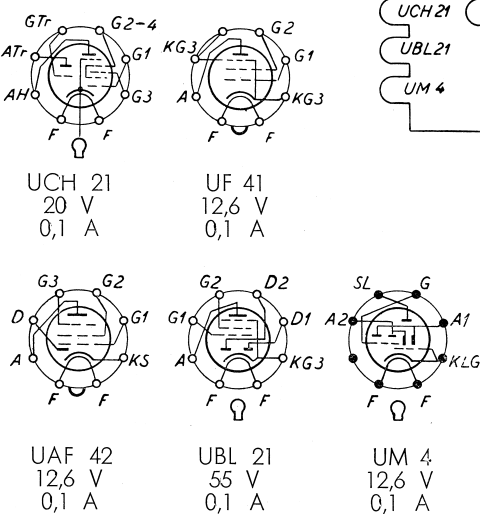 GTr G2-4
ATr G1
AH G3
F F
UCH 21
20 V
0,1 A
G2
KG3 G1
A KG3
F F
UF 41
12,6 V
0,1 A
UCH21
UBL21
UM 4
G3 G2
D G1
A KS
F F
UAF 42
12,6 V
0,1 A
G2 D2
G1 D1
A KG3
F F
UBL 21
55 V
0,1 A
SL G
A2 A1
KLG
F F
UM 4
12,6 V
0,1 A